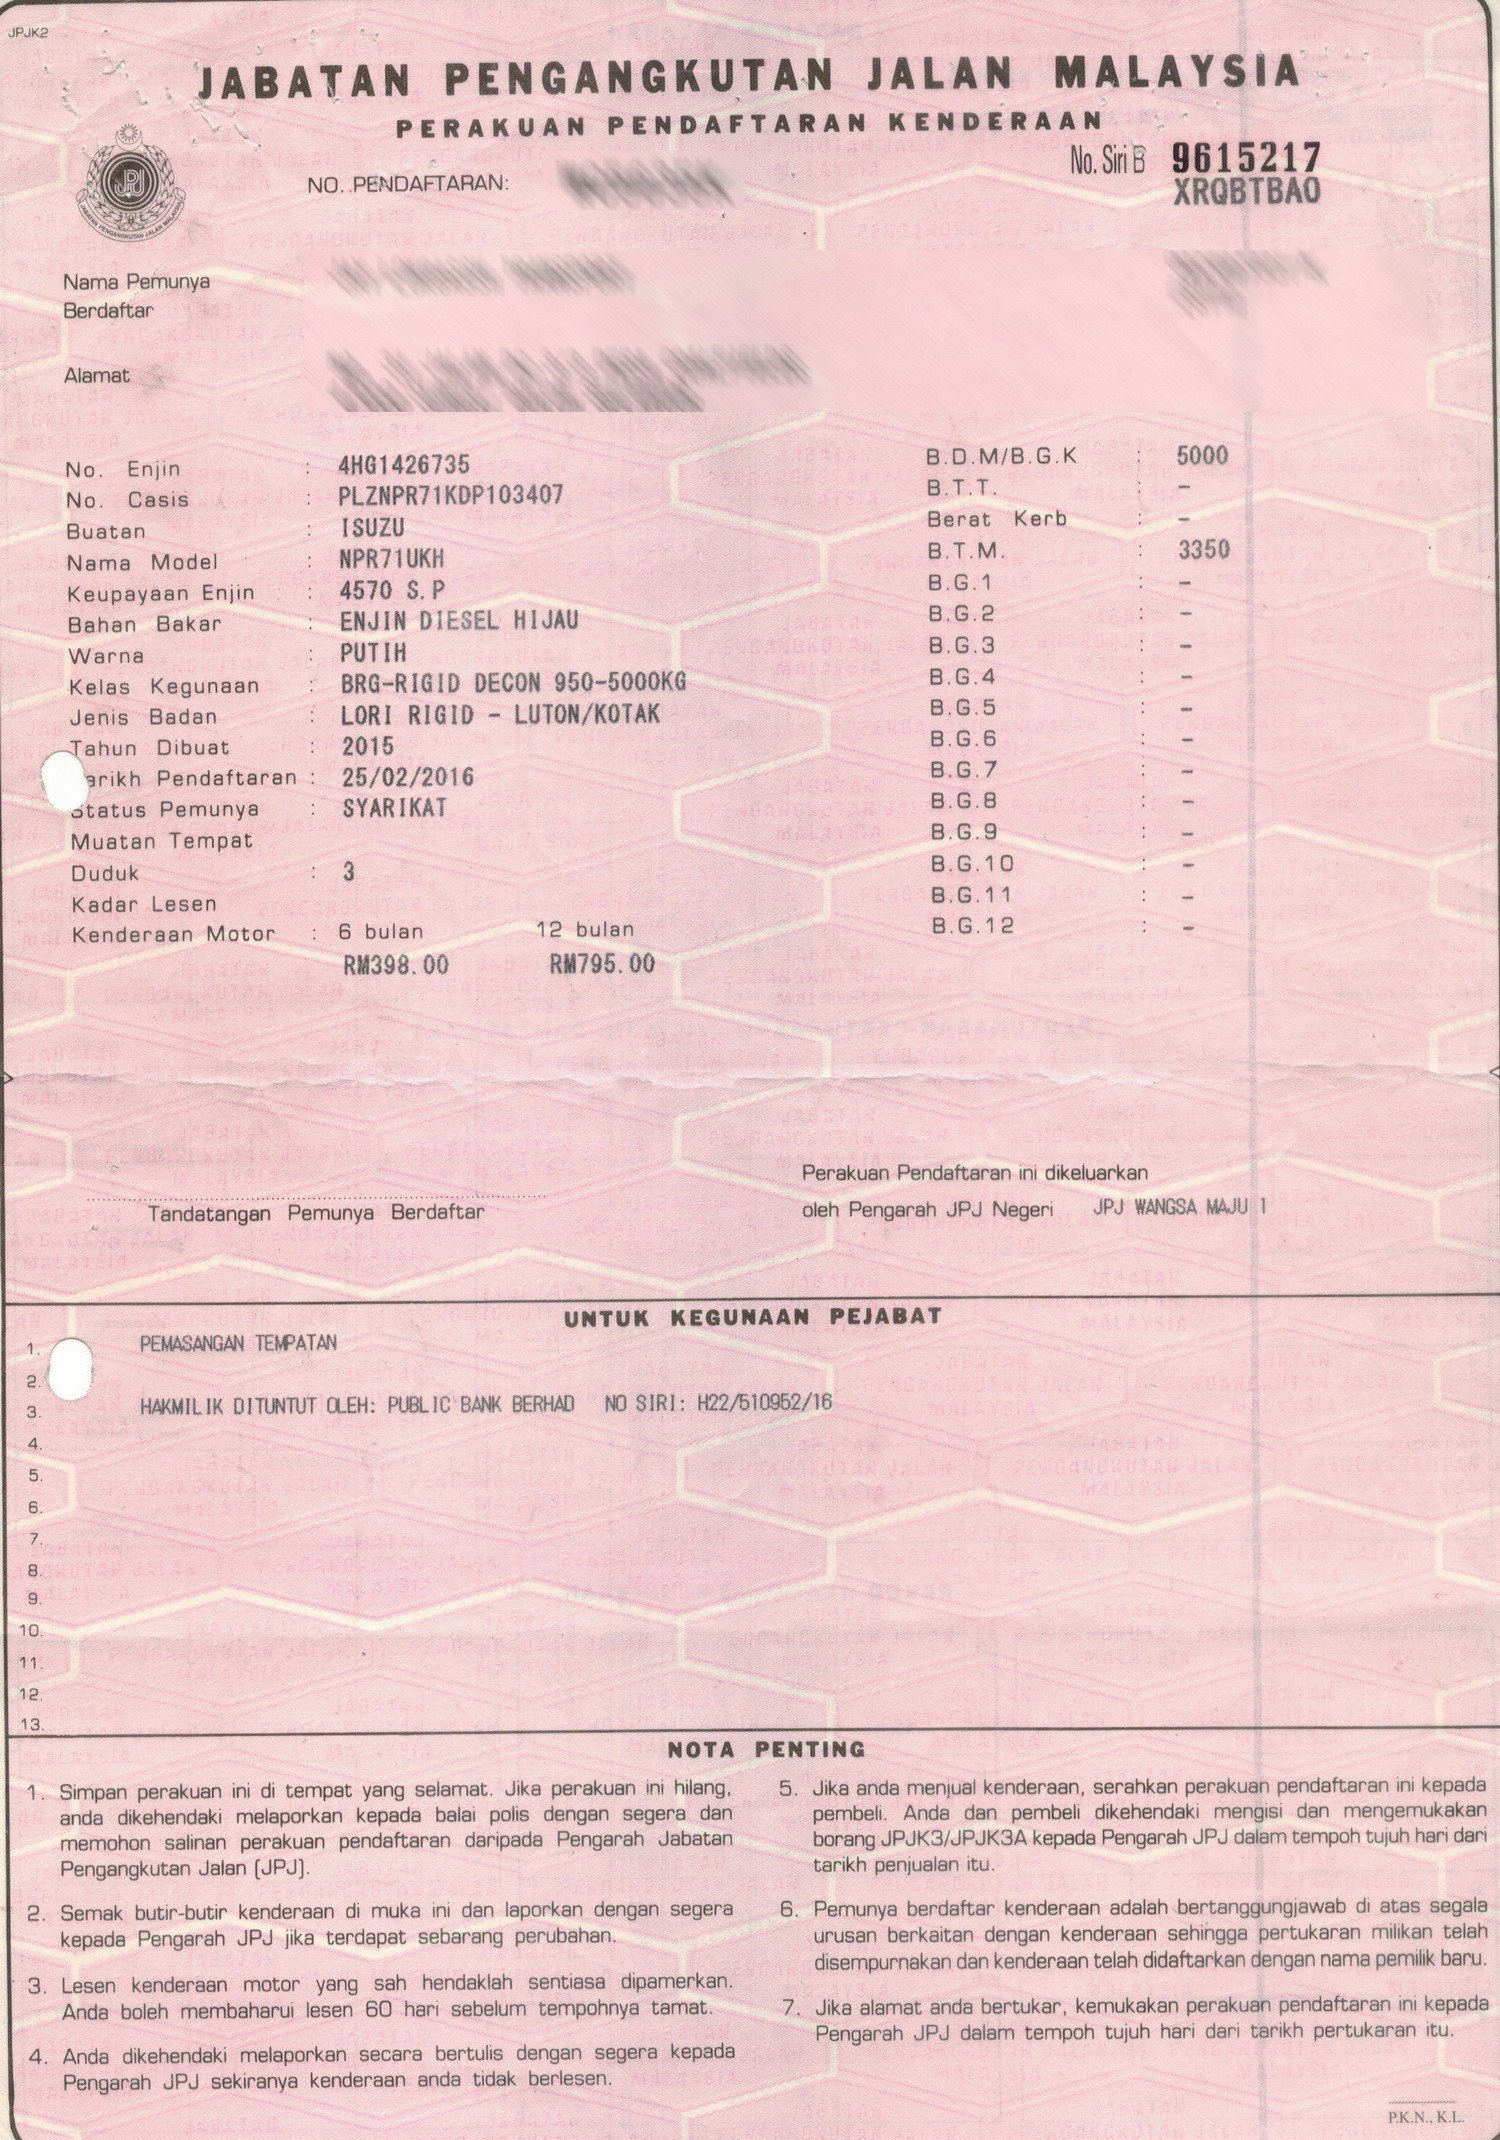 JPJK2
JABATAN PENGANGKUTAN JALAN MALAYSIA
PERAKUAN PENDAFTARAN KENDERAAN
No. Siri B 9615217
XRQBTBAO
NO. PENDAFTARAN:
JPJ
JABATAN PENGANGKUTAN JALAN MALAYSIA
Nama Pemunya
Berdaftar
Alamat
No. Enjin : 4HG1426735
No. Casis : PLZNPR71KDP103407
Buatan : ISUZU
Nama Model : NPR71UKH
Keupayaan Enjin : 4570 S.P
Bahan Bakar : ENJIN DIESEL HIJAU
Warna : PUTIH
Kelas Kegunaan : BRG-RIGID DECON 950-5000KG
Jenis Badan : LORI RIGID - LUTON/KOTAK
Tahun Dibuat : 2015
arikh Pendaftaran : 25/02/2016
Status Pemunya : SYARIKAT
Muatan Tempat
Duduk : 3
Kadar Lesen
Kenderaan Motor : 6 bulan 12 bulan
RM398.00 RM795.00
B.D.M/B.G.K : 5000
B.T.T. : -
Berat Kerb : -
B.T.M. : 3350
B.G.1 : -
B.G.2 : -
B.G.3 : -
B.G.4 : -
B.G.5 : -
B.G.6 : -
B.G.7 : -
B.G.8 : -
B.G.9 : -
B.G.10 : -
B.G.11 : -
B.G.12 : -
Tandatangan Pemunya Berdaftar
Perakuan Pendaftaran ini dikeluarkan
oleh Pengarah JPJ Negeri JPJ WANGSA MAJU 1
UNTUK KEGUNAAN PEJABAT
1. PEMASANGAN TEMPATAN
2.
3. HAKMILIK DITUNTUT OLEH: PUBLIC BANK BERHAD NO SIRI: H22/510952/16
4.
5.
6.
7.
8.
9.
10.
11.
12.
13.
NOTA PENTING
1. Simpan perakuan ini di tempat yang selamat. Jika perakuan ini hilang,
anda dikehendaki melaporkan kepada balai polis dengan segera dan
memohon salinan perakuan pendaftaran daripada Pengarah Jabatan
Pengangkutan Jalan (JPJ).
2. Semak butir-butir kenderaan di muka ini dan laporkan dengan segera
kepada Pengarah JPJ jika terdapat sebarang perubahan.
3. Lesen kenderaan motor yang sah hendaklah sentiasa dipamerkan.
Anda boleh membaharui lesen 60 hari sebelum tempohnya tamat.
4. Anda dikehendaki melaporkan secara bertulis dengan segera kepada
Pengarah JPJ sekiranya kenderaan anda tidak berlesen.
5. Jika anda menjual kenderaan, serahkan perakuan pendaftaran ini kepada
pembeli. Anda dan pembeli dikehendaki mengisi dan mengemukakan
borang JPJK3/JPJK3A kepada Pengarah JPJ dalam tempoh tujuh hari dari
tarikh penjualan itu.
6. Pemunya berdaftar kenderaan adalah bertanggungjawab di atas segala
urusan berkaitan dengan kenderaan sehingga pertukaran milikan telah
disempurnakan dan kenderaan telah didaftarkan dengan nama pemilik baru.
7. Jika alamat anda bertukar, kemukakan perakuan pendaftaran ini kepada
Pengarah JPJ dalam tempoh tujuh hari dari tarikh pertukaran itu.
P.K.N., K.L.